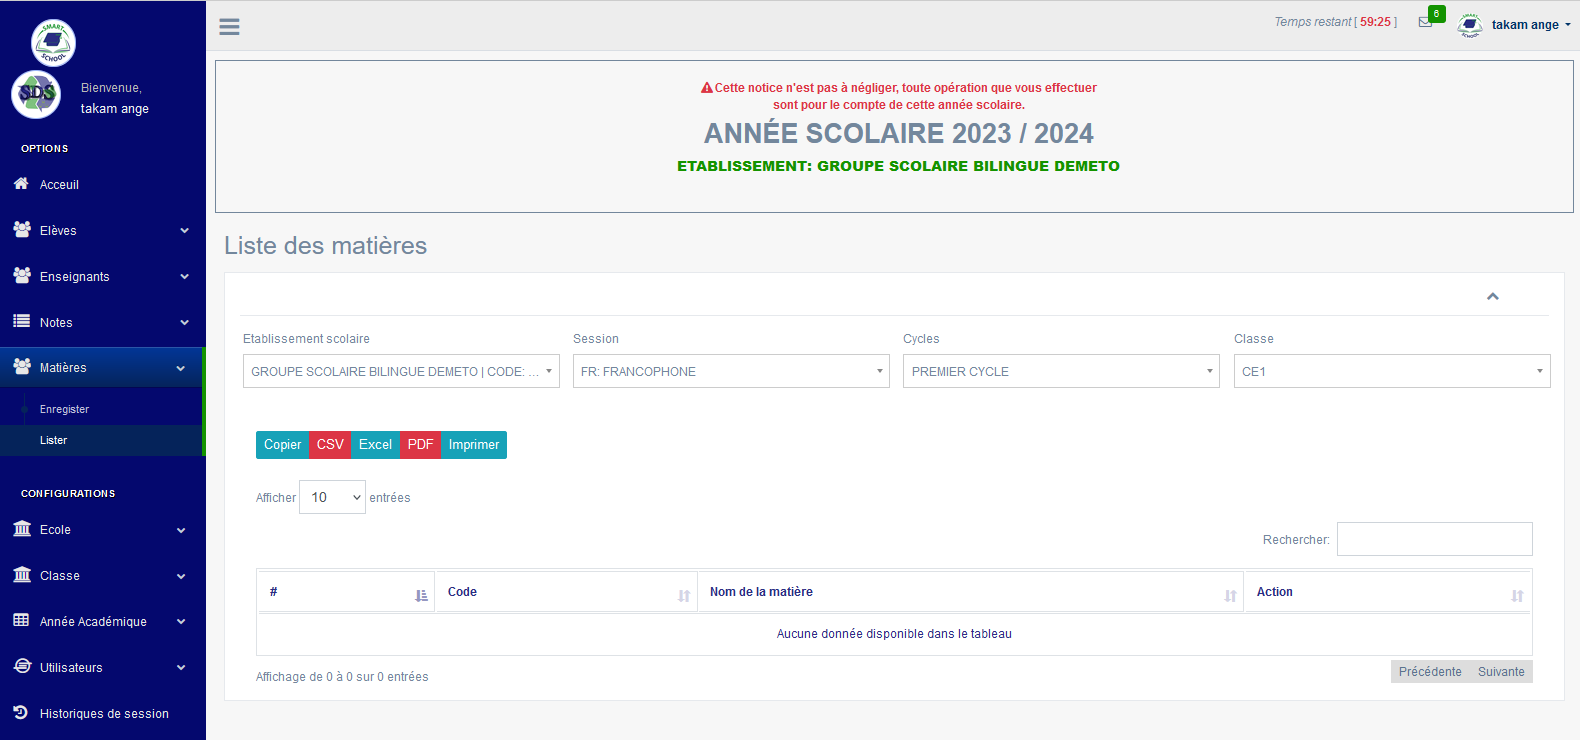 SMART
SCHOOL
SDS
Bienvenue,
takam ange
OPTIONS
Acceuil
Elèves
Enseignants
Notes
Matières
Enregister
Lister
CONFIGURATIONS
Ecole
Classe
Année Académique
Utilisateurs
Historiques de session
Temps restant [ 59:25 ]
6
takam ange
Cette notice n'est pas à négliger, toute opération que vous effectuer
sont pour le compte de cette année scolaire.
ANNÉE SCOLAIRE 2023 / 2024
ETABLISSEMENT: GROUPE SCOLAIRE BILINGUE DEMETO
Liste des matières
Etablissement scolaire Session Cycles Classe
GROUPE SCOLAIRE BILINGUE DEMETO | CODE: ... FR: FRANCOPHONE PREMIER CYCLE CE1
Copier CSV Excel PDF Imprimer
Afficher 10 entrées
Rechercher:
# Code Nom de la matière Action
Aucune donnée disponible dans le tableau
Affichage de 0 à 0 sur 0 entrées
Précédente Suivante